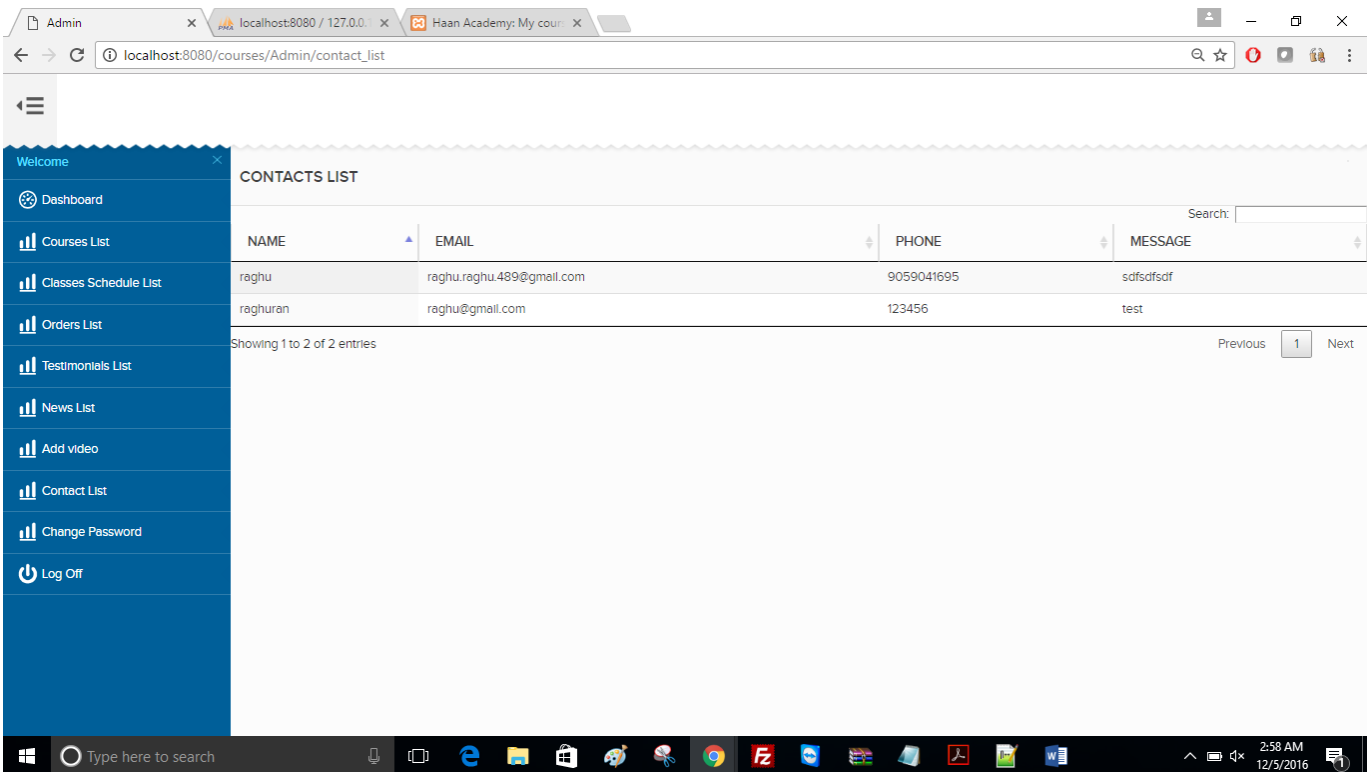 Admin
localhost:8080 / 127.0.0.1
Haan Academy: My cour
localhost:8080/courses/Admin/contact_list
Welcome
Dashboard
Courses List
Classes Schedule List
Orders List
Testimonials List
News List
Add video
Contact List
Change Password
Log Off
CONTACTS LIST
Search:
NAME EMAIL PHONE MESSAGE
raghu raghu.raghu.489@gmail.com 9059041695 sdfsdfsdf
raghuran raghu@gmail.com 123456 test
Showing 1 to 2 of 2 entries
Previous 1 Next
Type here to search
2:58 AM
12/5/2016
1